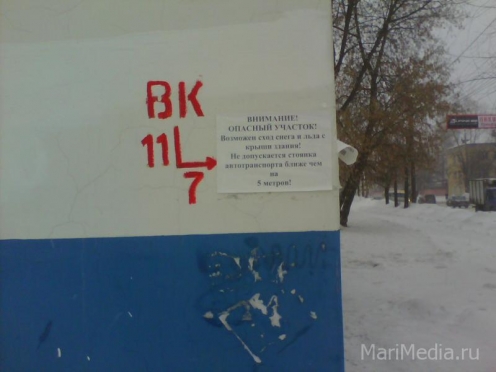 ВК
11
7
ВНИМАНИЕ!
ОПАСНЫЙ УЧАСТОК!
Возможен сход снега и льда с
крыши здания!
Не допускается стоянка
автотранспорта ближе чем
на
5 метров!
MariMedia.ru